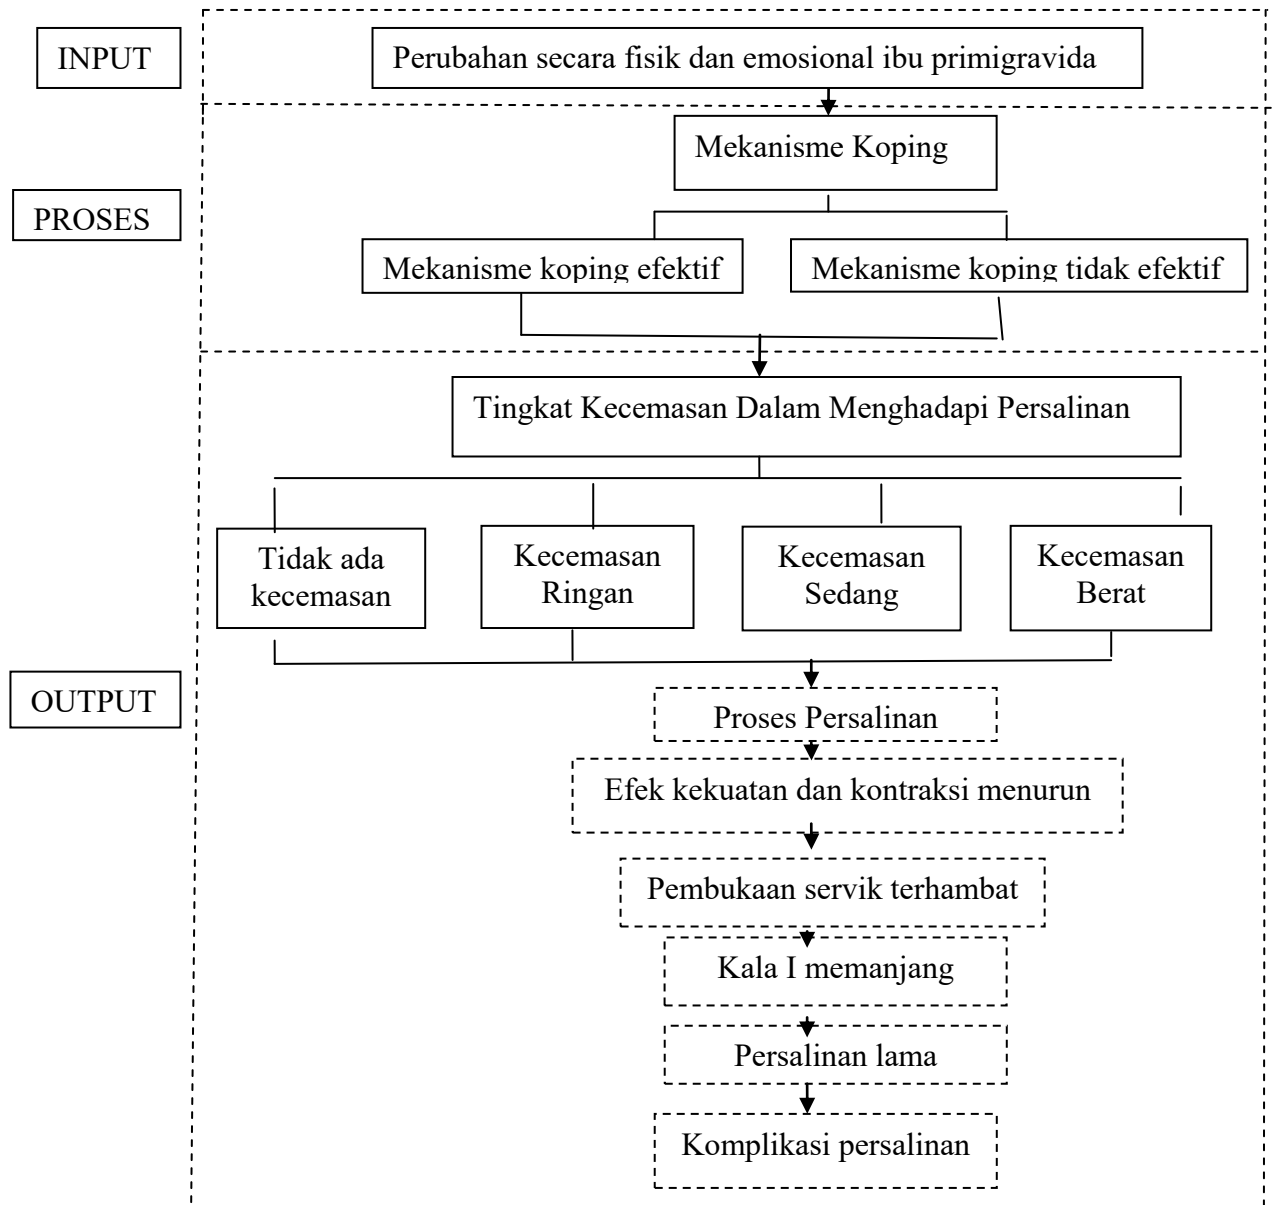 INPUT
Perubahan secara fisik dan emosional ibu primigravida
Mekanisme Koping
PROSES
Mekanisme koping efektif
Mekanisme koping tidak efektif
Tingkat Kecemasan Dalam Menghadapi Persalinan
Tidak ada
kecemasan
Kecemasan
Ringan
Kecemasan
Sedang
Kecemasan
Berat
OUTPUT
Proses Persalinan
Efek kekuatan dan kontraksi menurun
Pembukaan servik terhambat
Kala I memanjang
Persalinan lama
Komplikasi persalinan